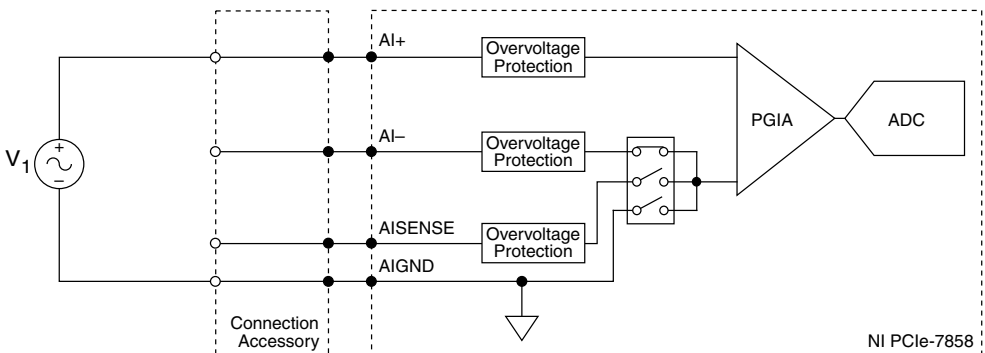 AI+
Overvoltage
Protection
PGIA
ADC
AI–
Overvoltage
Protection
V1
+
–
AISENSE
Overvoltage
Protection
AIGND
Connection
Accessory
NI PCIe-7858